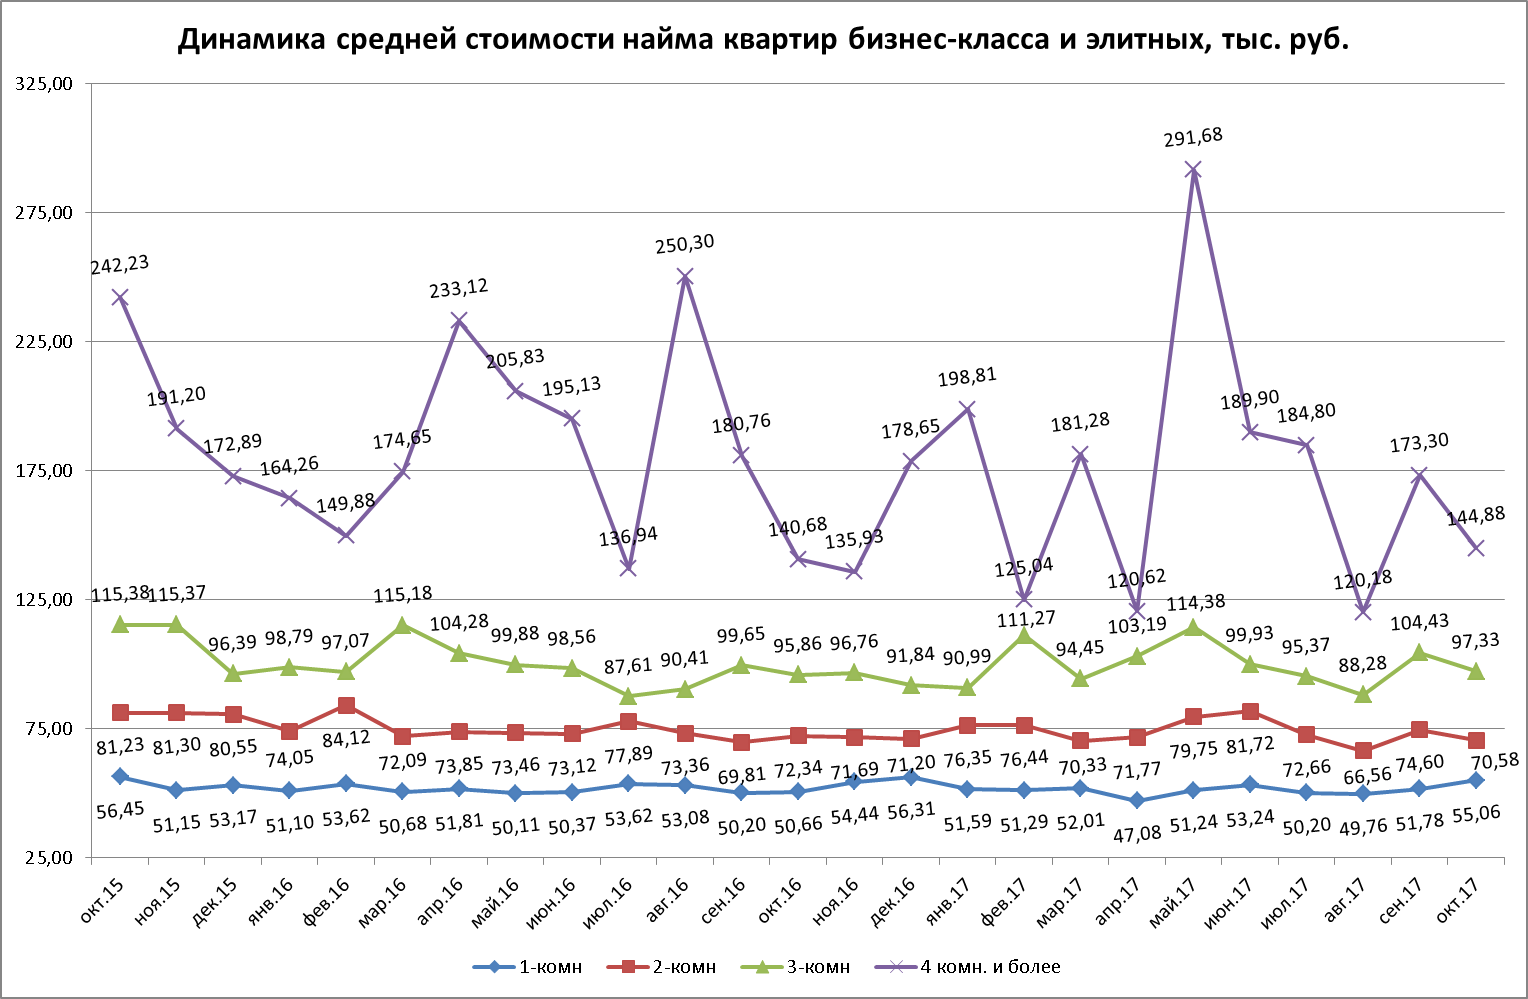 Динамика средней стоимости найма квартир бизнес-класса и элитных, тыс. руб.
325,00
275,00
225,00
175,00
125,00
75,00
25,00
242,23 191,20 172,89 164,26 149,88 174,65 233,12 205,83 195,13 136,94 250,30 180,76 140,68 135,93 178,65 198,81 125,04 181,28 120,62 291,68 189,90 184,80 120,18 173,30 144,88
115,38 115,37 96,39 98,79 97,07 115,18 104,28 99,88 98,56 87,61 90,41 99,65 95,86 96,76 91,84 90,99 111,27 94,45 103,19 114,38 99,93 95,37 88,28 104,43 97,33
81,23 81,30 80,55 74,05 84,12 72,09 73,85 73,46 73,12 77,89 73,36 69,81 72,34 71,69 71,20 76,35 76,44 70,33 71,77 79,75 81,72 72,66 66,56 74,60 70,58
56,45 51,15 53,17 51,10 53,62 50,68 51,81 50,11 50,37 53,62 53,08 50,20 50,66 54,44 56,31 51,59 51,29 52,01 47,08 51,24 53,24 50,20 49,76 51,78 55,06
окт.15 ноя.15 дек.15 янв.16 фев.16 мар.16 апр.16 май.16 июн.16 июл.16 авг.16 сен.16 окт.16 ноя.16 дек.16 янв.17 фев.17 мар.17 апр.17 май.17 июн.17 июл.17 авг.17 сен.17 окт.17
1-комн 2-комн 3-комн 4 комн. и более